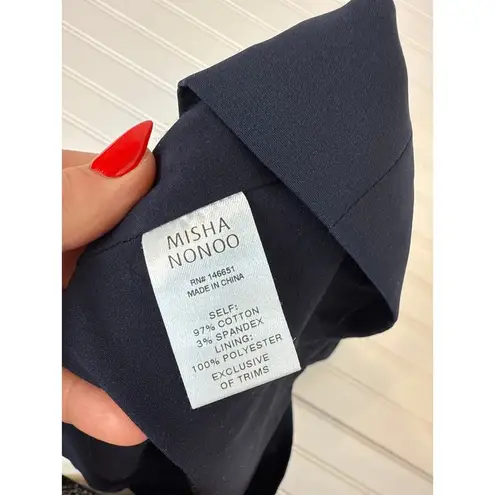 MISHA
NONOO
RN# 146651
MADE IN CHINA
SELF:
97% COTTON
3% SPANDEX
LINING:
100% POLYESTER
EXCLUSIVE
OF TRIMS